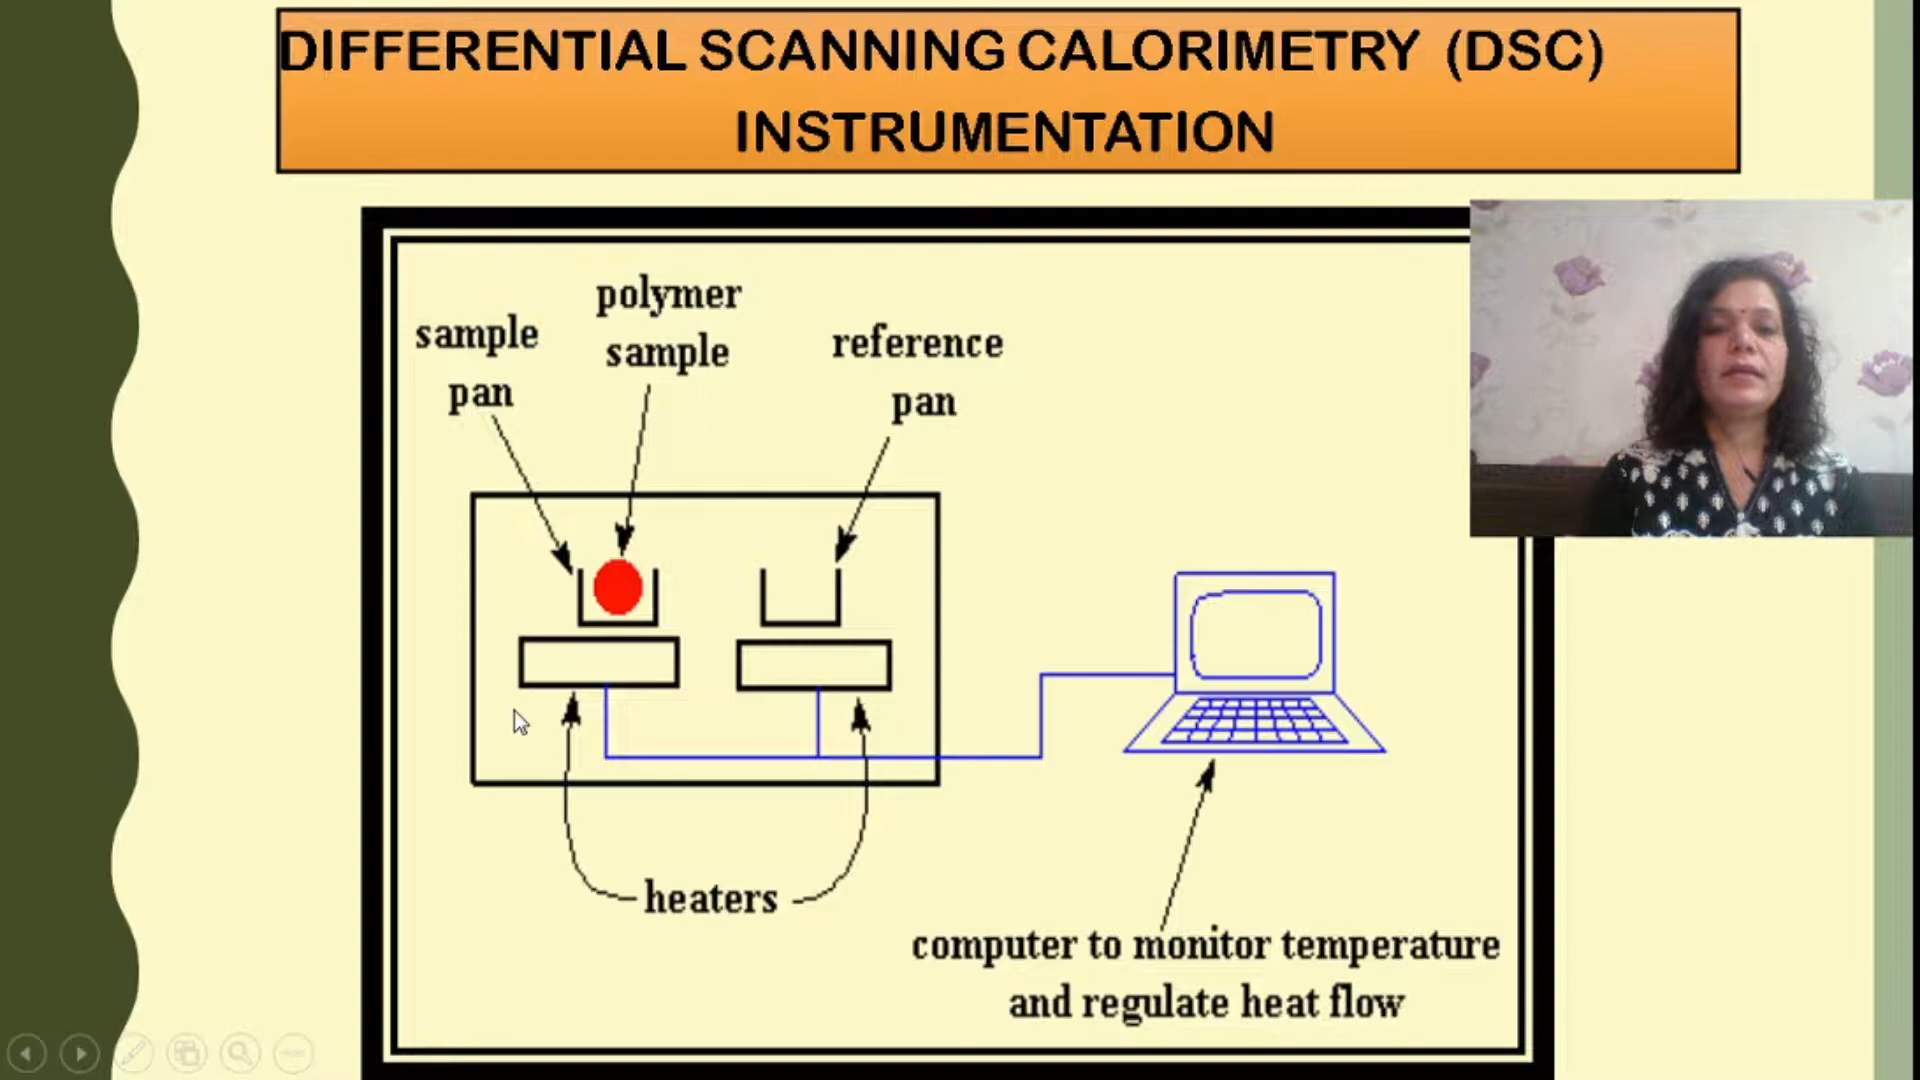 DIFFERENTIAL SCANNING CALORIMETRY (DSC)
INSTRUMENTATION
sample
pan
polymer
sample
reference
pan
heaters
computer to monitor temperature
and regulate heat flow